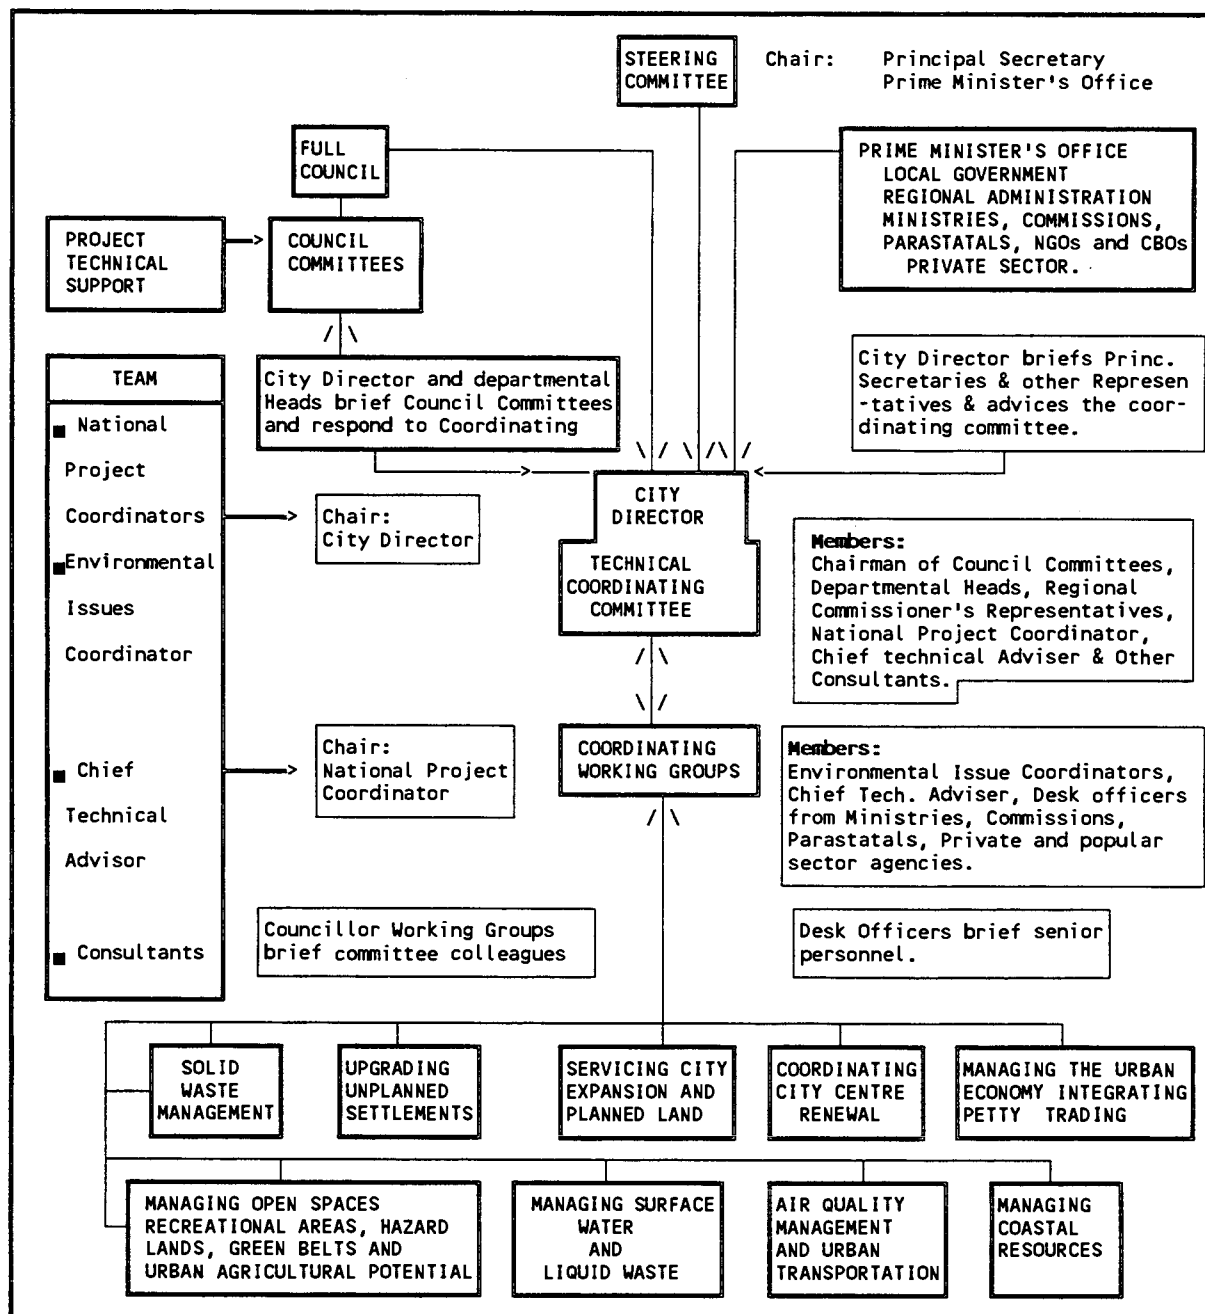 STEERING
COMMITTEE
Chair: Principal Secretary
Prime Minister's Office
FULL
COUNCIL
PRIME MINISTER'S OFFICE
LOCAL GOVERNMENT
REGIONAL ADMINISTRATION
MINISTRIES, COMMISSIONS,
PARASTATALS, NGOs and CBOs
PRIVATE SECTOR.
PROJECT
TECHNICAL
SUPPORT
COUNCIL
COMMITTEES
City Director and departmental
Heads brief Council Committees
and respond to Coordinating
City Director briefs Princ.
Secretaries & other Represen
-tatives & advices the coor-
dinating committee.
TEAM
■ National
Project
Coordinators
■ Environmental
Issues
Coordinator
■ Chief
Technical
Advisor
■ Consultants
Chair:
City Director
CITY
DIRECTOR
TECHNICAL
COORDINATING
COMMITTEE
Members:
Chairman of Council Committees,
Departmental Heads, Regional
Commissioner's Representatives,
National Project Coordinator,
Chief technical Adviser & Other
Consultants.
Chair:
National Project
Coordinator
COORDINATING
WORKING GROUPS
Members:
Environmental Issue Coordinators,
Chief Tech. Adviser, Desk officers
from Ministries, Commissions,
Parastatals, Private and popular
sector agencies.
Councillor Working Groups
brief committee colleagues
Desk Officers brief senior
personnel.
SOLID
WASTE
MANAGEMENT
UPGRADING
UNPLANNED
SETTLEMENTS
SERVICING CITY
EXPANSION AND
PLANNED LAND
COORDINATING
CITY CENTRE
RENEWAL
MANAGING THE URBAN
ECONOMY INTEGRATING
PETTY TRADING
MANAGING OPEN SPACES
RECREATIONAL AREAS, HAZARD
LANDS, GREEN BELTS AND
URBAN AGRICULTURAL POTENTIAL
MANAGING SURFACE
WATER
AND
LIQUID WASTE
AIR QUALITY
MANAGEMENT
AND URBAN
TRANSPORTATION
MANAGING
COASTAL
RESOURCES